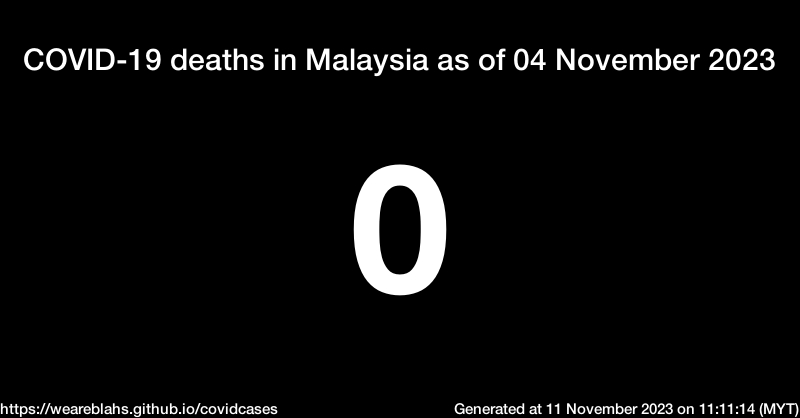 COVID-19 deaths in Malaysia as of 04 November 2023
0
https://weareblahs.github.io/covidcases
Generated at 11 November 2023 on 11:11:14 (MYT)